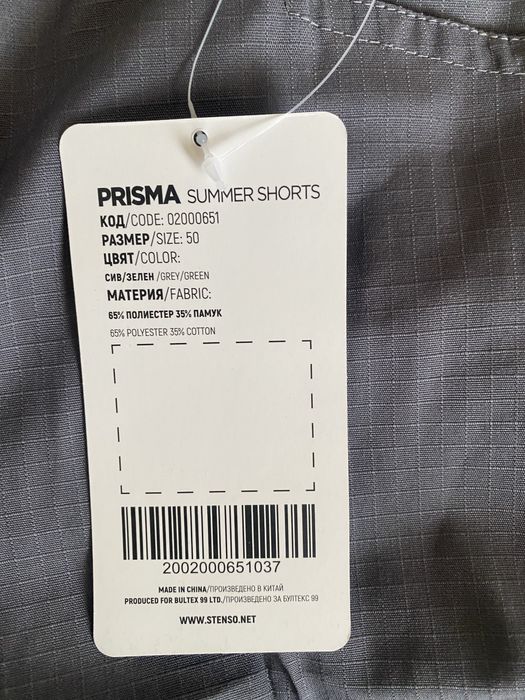 PRISMA SUMMER SHORTS
КОД/CODE: 02000651
РАЗМЕР/SIZE: 50
ЦВЯТ/COLOR:
СИВ/ЗЕЛЕН /GREY/GREEN
МАТЕРИЯ/FABRIC:
65% ПОЛИЕСТЕР 35% ПАМУК
65% POLYESTER 35% COTTON
2002000651037
MADE IN CHINA/ПРОИЗВЕДЕНО В КИТАЙ
PRODUCED FOR BULTEX 99 LTD./ПРОИЗВЕДЕНО ЗА БУЛТЕКС 99
WWW.STENSO.NET